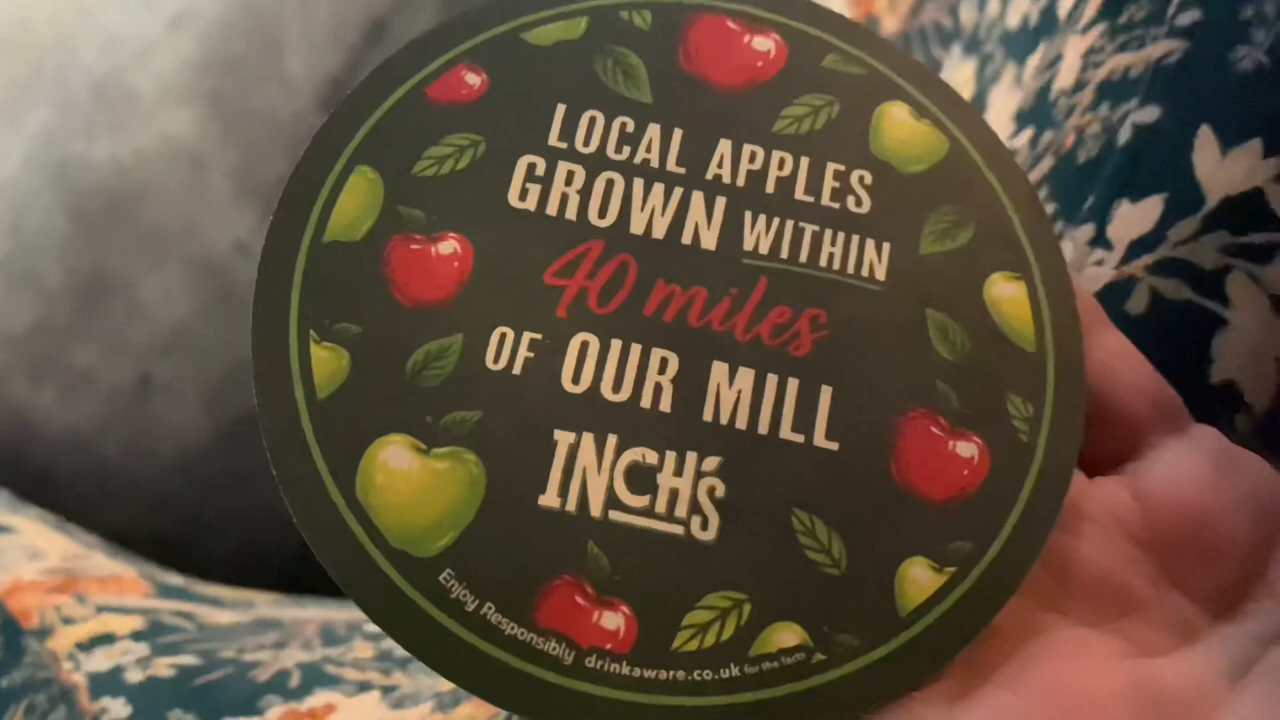 LOCAL APPLES
GROWN WITHIN
40 miles
OF OUR MILL
INCH'S
Enjoy Responsibly drinkaware.co.uk for the facts